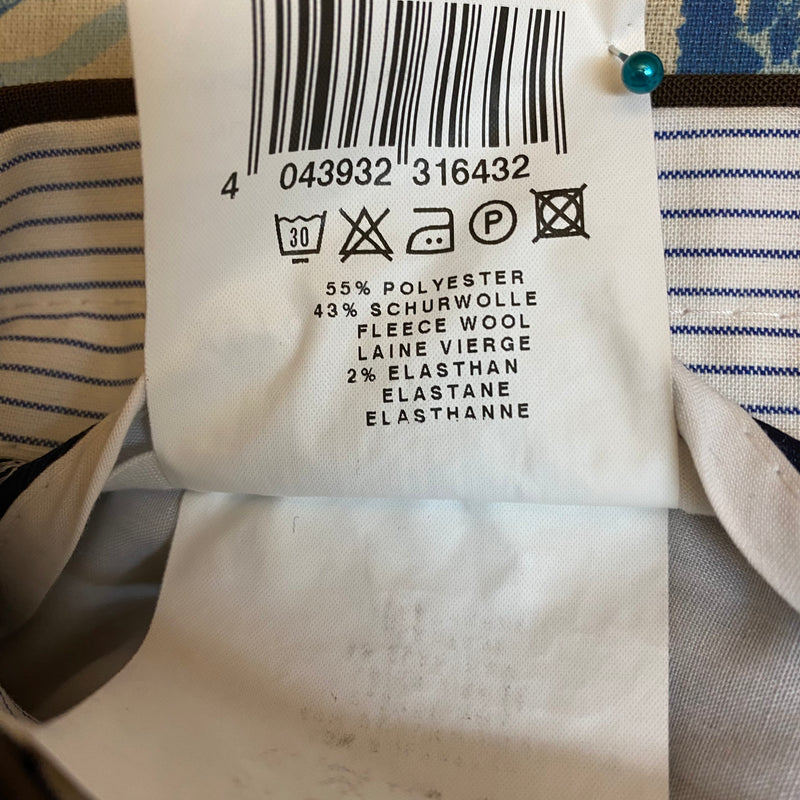 4 043932 316432
30 P
55% POLYESTER
43% SCHURWOLLE
FLEECE WOOL
LAINE VIERGE
2% ELASTHAN
ELASTANE
ELASTHANNE